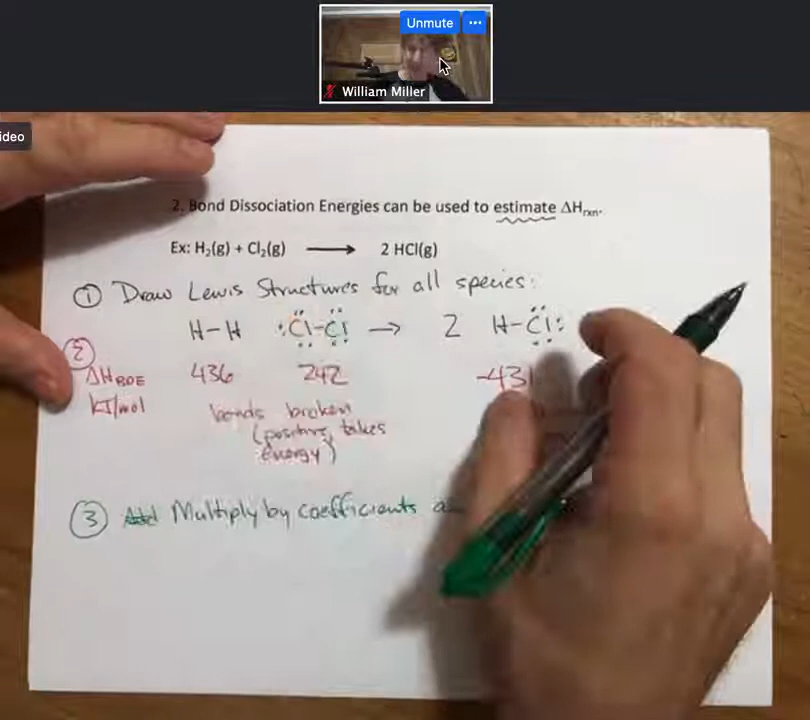 Unmute ...
William Miller
ideo
2. Bond Dissociation Energies can be used to estimate ΔHrxn.
Ex: H₂(g) + Cl₂(g) ⟶ 2 HCl(g)
① Draw Lewis Structures for all species:
H-H :Cl-Cl → 2 H-Cl:
②
ΔHBDE 436 242 -431
kJ/mol bonds broken
(positive, takes
energy)
③ Add Multiply by coefficients a